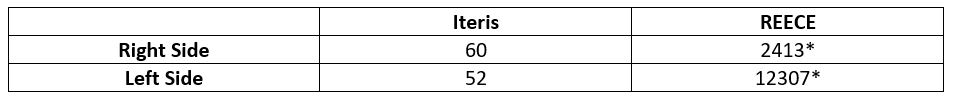 Iteris REECE
Right Side 60 2413*
Left Side 52 12307*